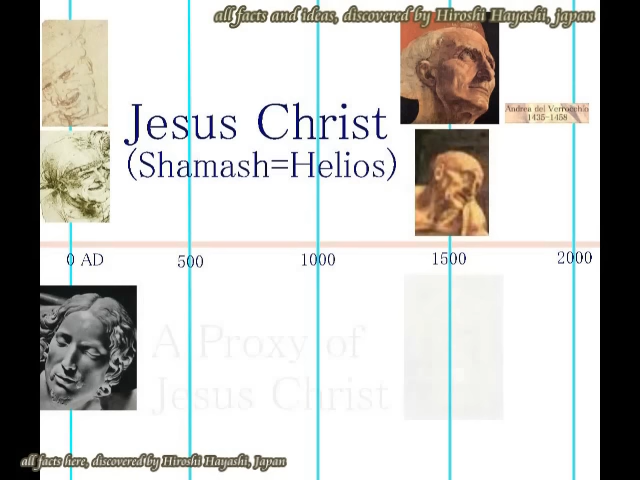 all facts and ideas, discovered by Hiroshi Hayashi, japan
Jesus Christ
(Shamash=Helios)
Andrea del Verrocchio
1435-1458
0 AD
500
1000
1500
2000
A Proxy of
Jesus Christ
all facts here, discovered by Hiroshi Hayashi, Japan